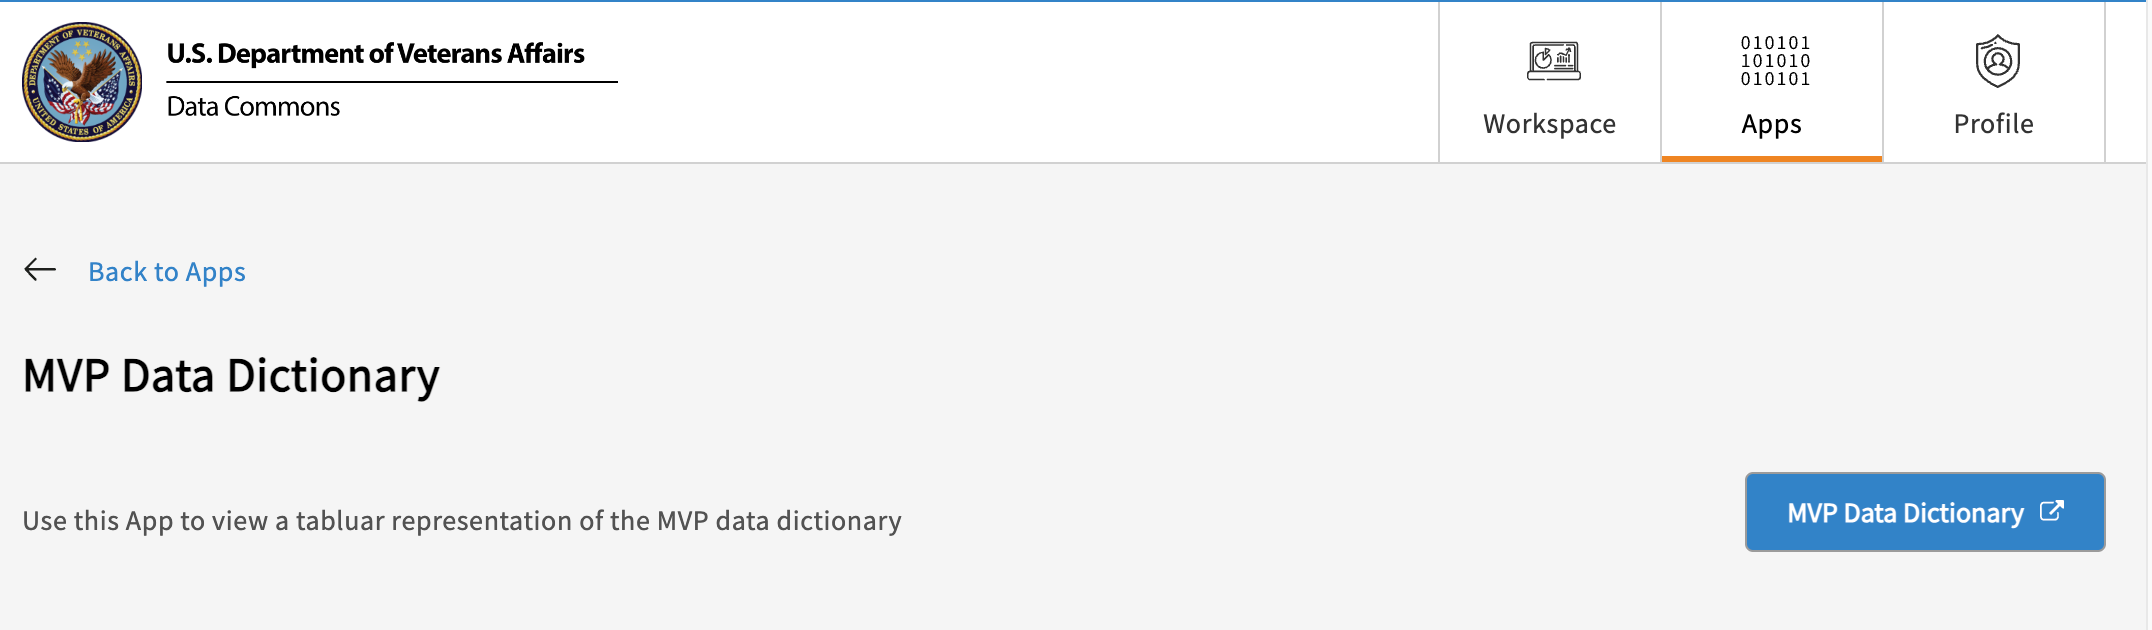 U.S. Department of Veterans Affairs
Data Commons
DEPARTMENT OF VETERANS AFFAIRS
UNITED STATES OF AMERICA
010101
101010
010101
Workspace
Apps
Profile
Back to Apps
MVP Data Dictionary
Use this App to view a tabluar representation of the MVP data dictionary
MVP Data Dictionary